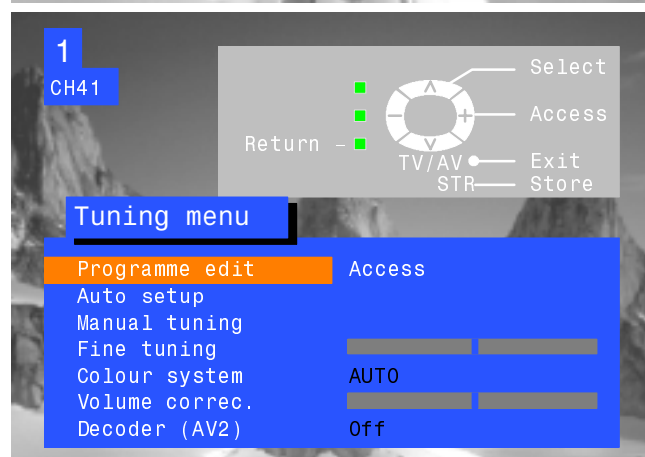 1
CH41
Select
Access
Return
TV/AV Exit
STR Store
Tuning menu
Programme edit Access
Auto setup
Manual tuning
Fine tuning
Colour system AUTO
Volume correc.
Decoder (AV2) Off